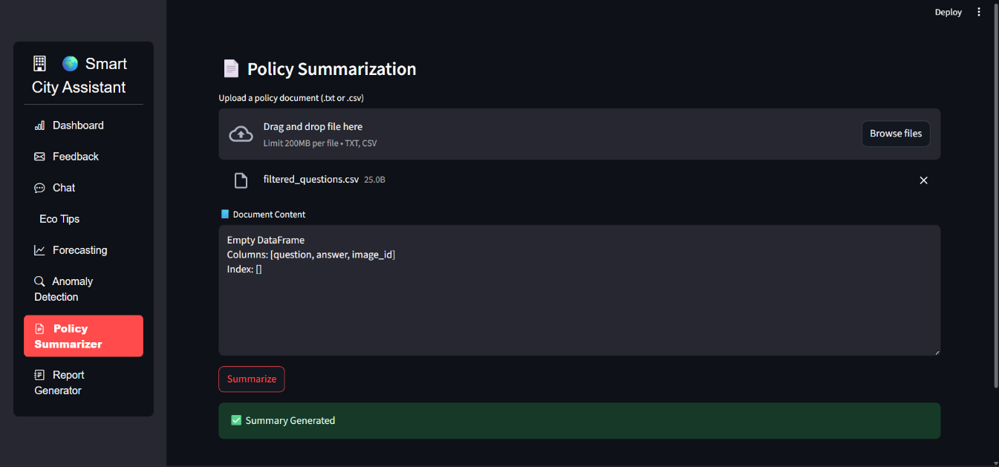 Deploy
Smart
City Assistant
Dashboard
Feedback
Chat
Eco Tips
Forecasting
Anomaly
Detection
Policy
Summarizer
Report
Generator
Policy Summarization
Upload a policy document (.txt or .csv)
Drag and drop file here
Limit 200MB per file • TXT, CSV
Browse files
filtered_questions.csv 25.0B
Document Content
Empty DataFrame
Columns: [question, answer, image_id]
Index: []
Summarize
Summary Generated